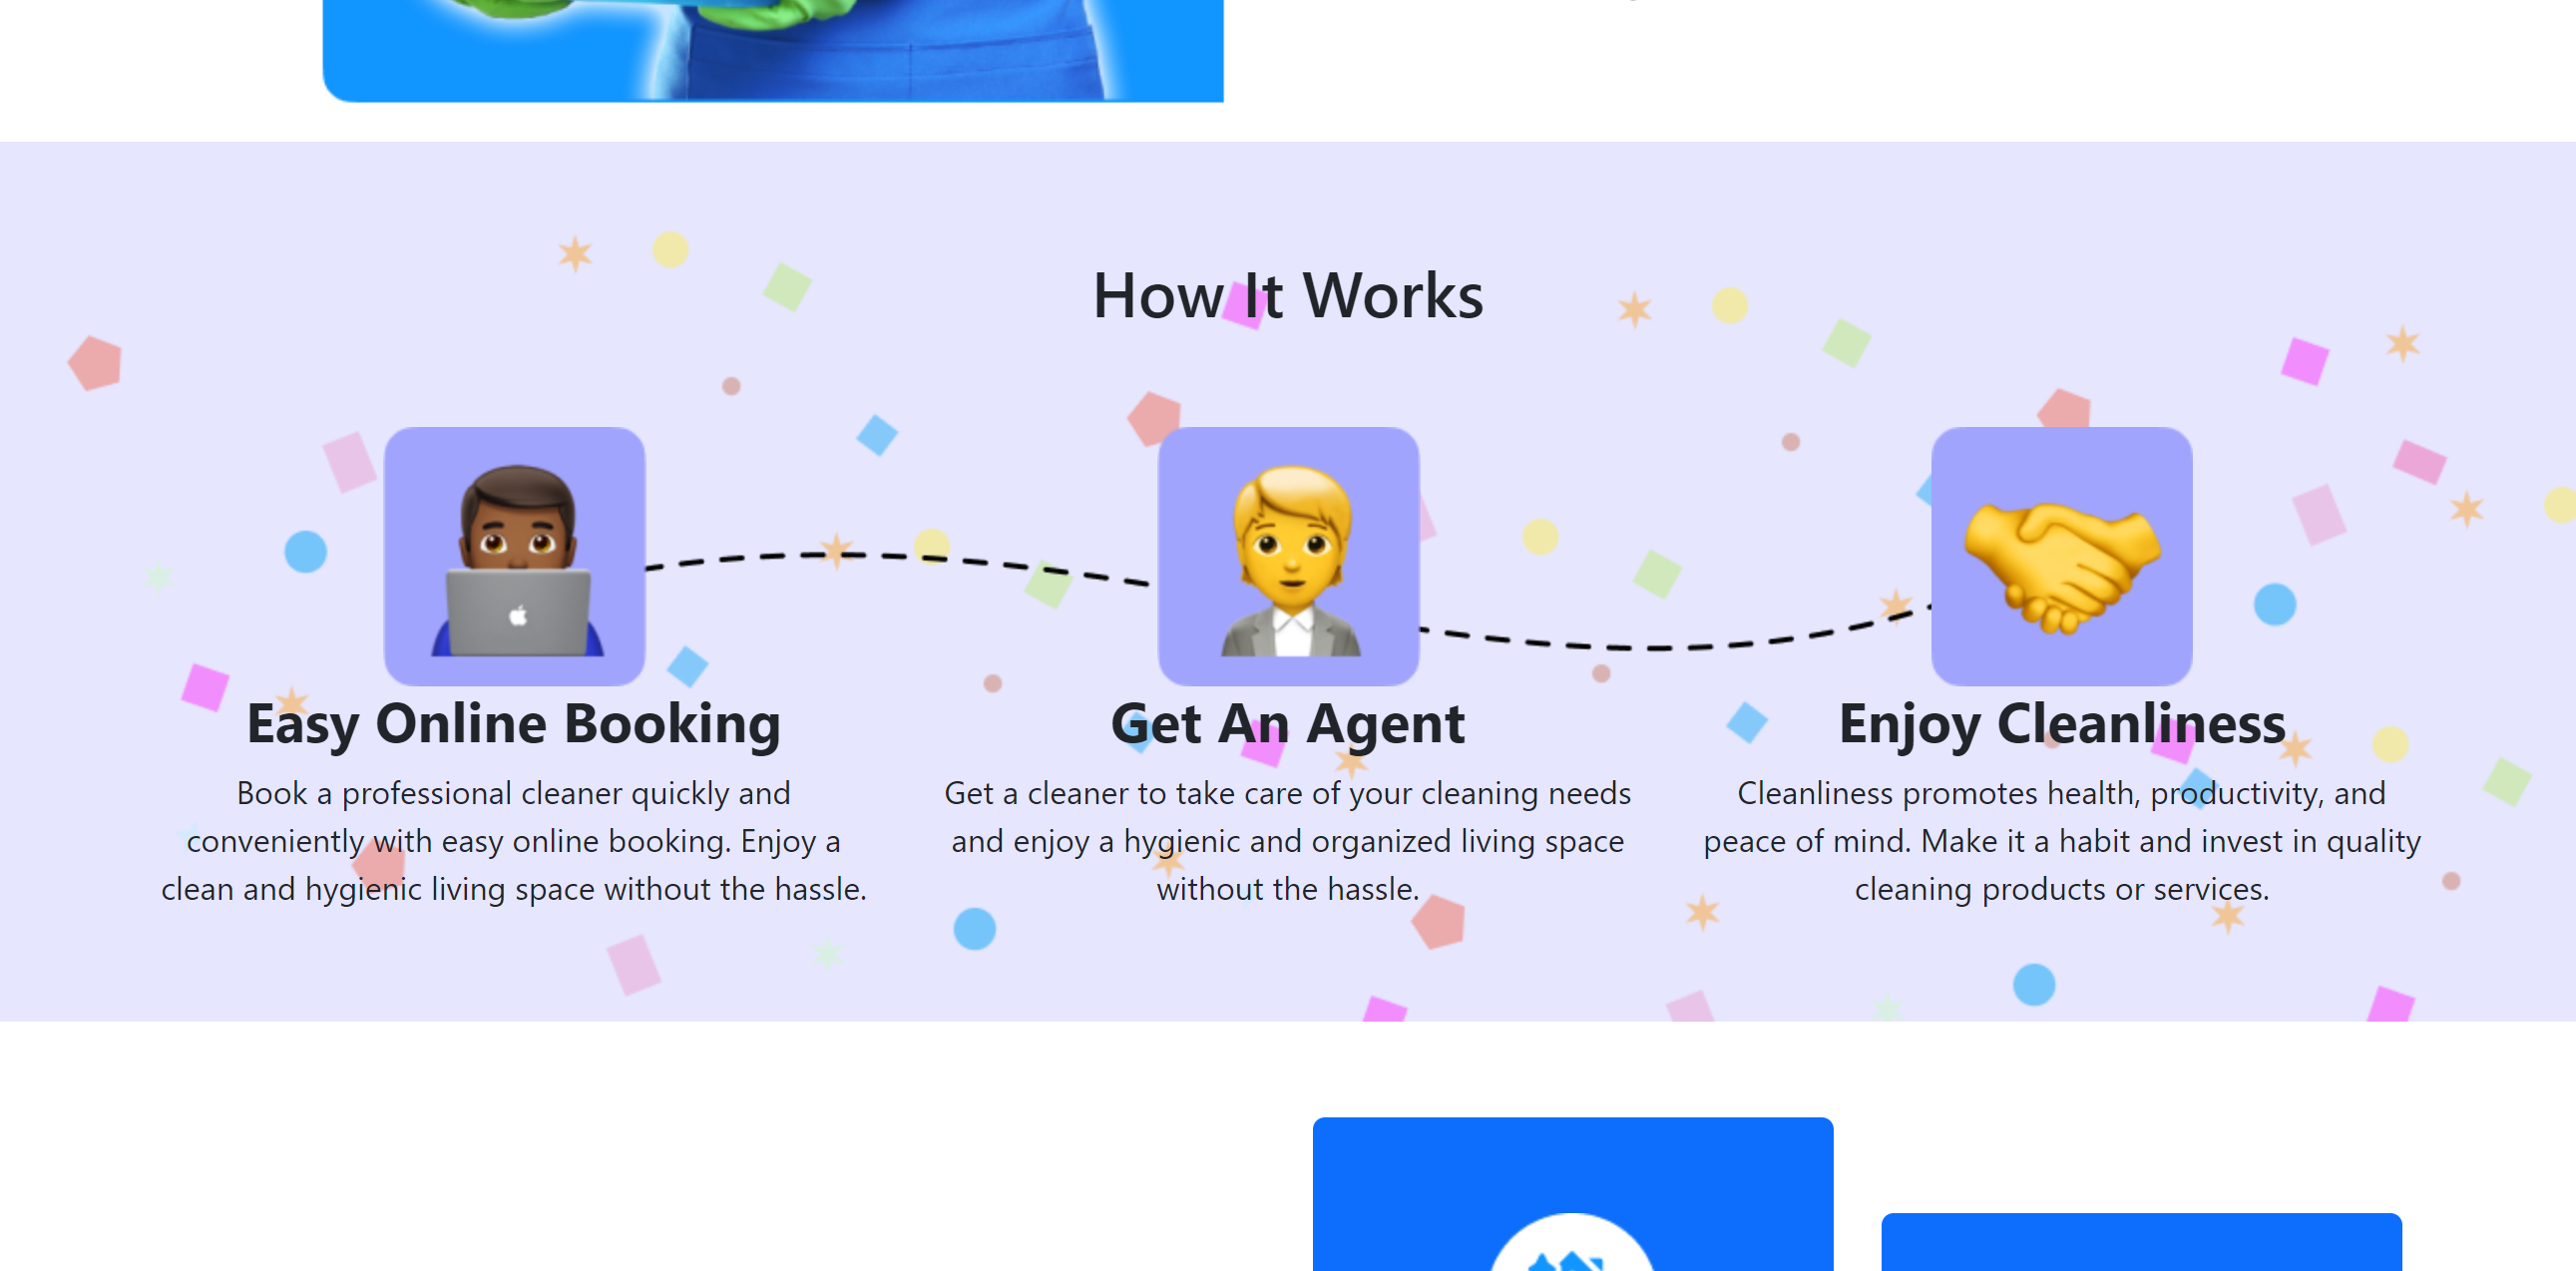 How It Works
Easy Online Booking
Book a professional cleaner quickly and
conveniently with easy online booking. Enjoy a
clean and hygienic living space without the hassle.
Get An Agent
Get a cleaner to take care of your cleaning needs
and enjoy a hygienic and organized living space
without the hassle.
Enjoy Cleanliness
Cleanliness promotes health, productivity, and
peace of mind. Make it a habit and invest in quality
cleaning products or services.